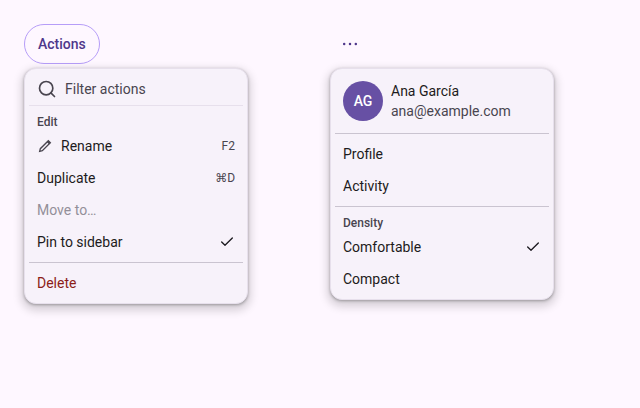 Actions
Filter actions
Edit
Rename F2
Duplicate ⌘D
Move to…
Pin to sidebar
Delete
…
AG
Ana García
ana@example.com
Profile
Activity
Density
Comfortable
Compact